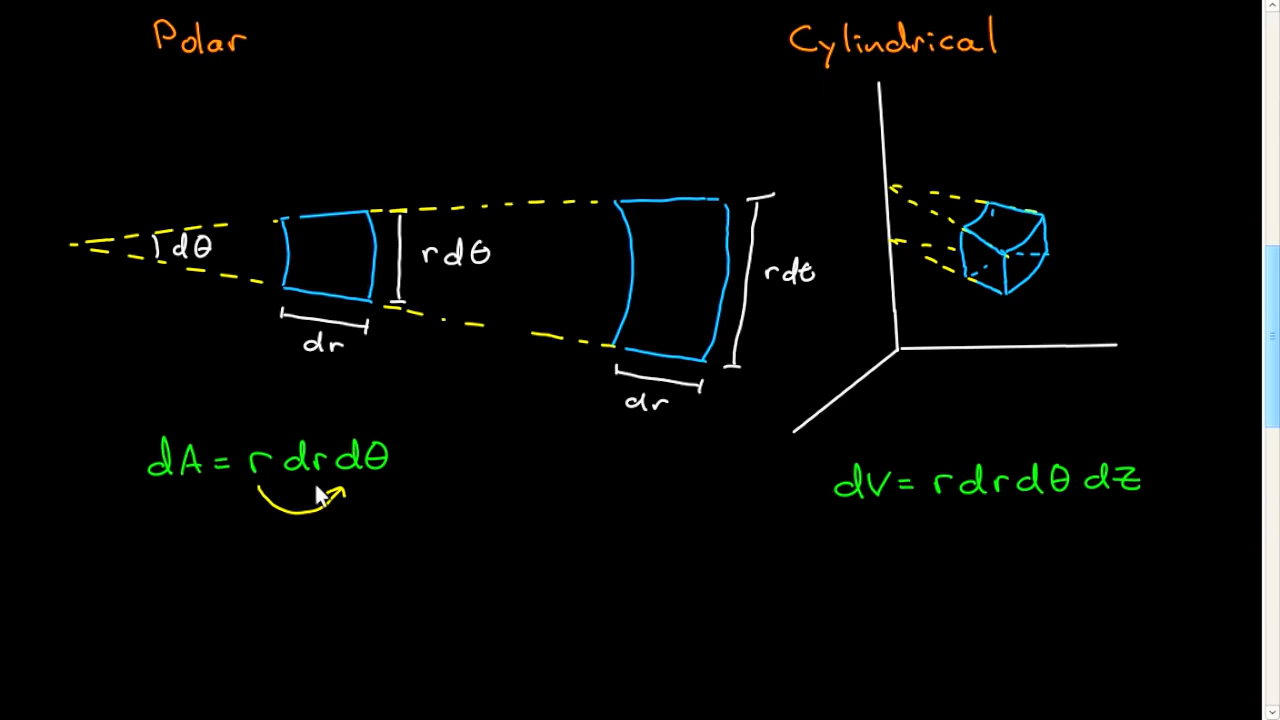 Polar
Cylindrical
dθ
rdθ
dr
rdθ
dr
dA = r dr dθ
dV = r dr dθ dz